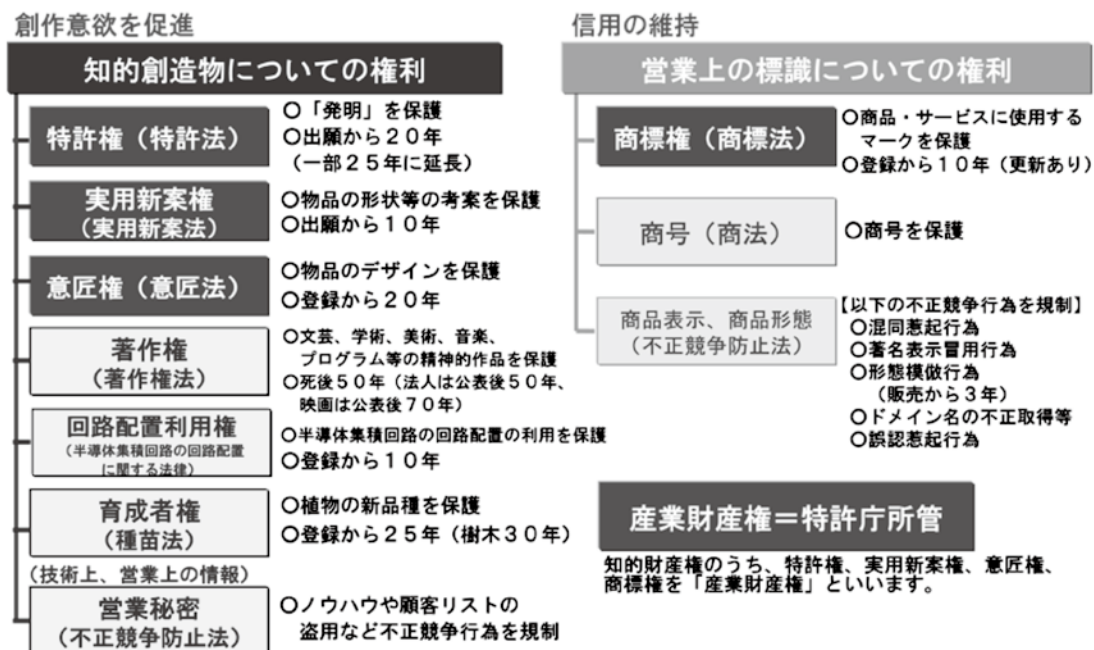 創作意欲を促進
知的創造物についての権利
特許権（特許法）
○「発明」を保護
○出願から２０年
（一部２５年に延長）
実用新案権
（実用新案法）
○物品の形状等の考案を保護
○出願から１０年
意匠権（意匠法）
○物品のデザインを保護
○登録から２０年
著作権
（著作権法）
○文芸、学術、美術、音楽、
プログラム等の精神的作品を保護
○死後５０年（法人は公表後５０年、
映画は公表後７０年）
回路配置利用権
（半導体集積回路の回路配置
に関する法律）
○半導体集積回路の回路配置の利用を保護
○登録から１０年
育成者権
（種苗法）
○植物の新品種を保護
○登録から２５年（樹木３０年）
（技術上、営業上の情報）
営業秘密
（不正競争防止法）
○ノウハウや顧客リストの
盗用など不正競争行為を規制
信用の維持
営業上の標識についての権利
商標権（商標法）
○商品・サービスに使用する
マークを保護
○登録から１０年（更新あり）
商号（商法）
○商号を保護
商品表示、商品形態
（不正競争防止法）
【以下の不正競争行為を規制】
○混同惹起行為
○著名表示冒用行為
○形態模倣行為
（販売から３年）
○ドメイン名の不正取得等
○誤認惹起行為
産業財産権＝特許庁所管
知的財産権のうち、特許権、実用新案権、意匠権、
商標権を「産業財産権」といいます。